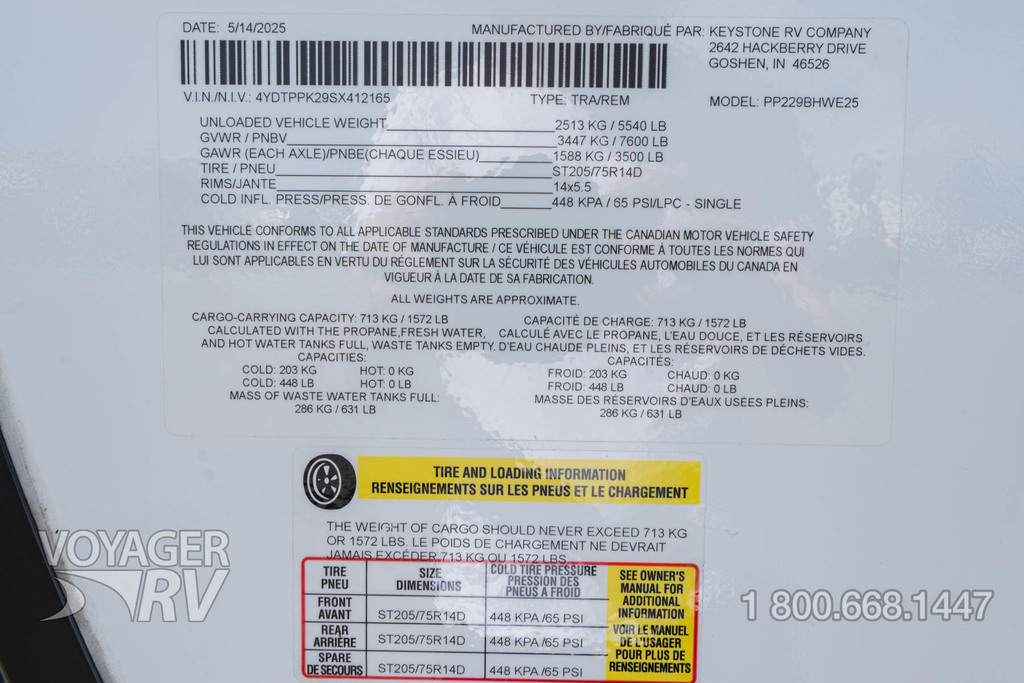 DATE: 5/14/2025 MANUFACTURED BY/FABRIQUÉ PAR: KEYSTONE RV COMPANY
2642 HACKBERRY DRIVE
GOSHEN, IN 46526
V.I.N./N.I.V.: 4YDTPPK29SX412165 TYPE: TRA/REM MODEL: PP229BHWE25
UNLOADED VEHICLE WEIGHT 2513 KG / 5540 LB
GVWR / PNBV 3447 KG / 7600 LB
GAWR (EACH AXLE)/PNBE(CHAQUE ESSIEU) 1588 KG / 3500 LB
TIRE / PNEU ST205/75R14D
RIMS/JANTE 14x5.5
COLD INFL. PRESS/PRESS. DE GONFL. À FROID 448 KPA / 65 PSI/LPC - SINGLE
THIS VEHICLE CONFORMS TO ALL APPLICABLE STANDARDS PRESCRIBED UNDER THE CANADIAN MOTOR VEHICLE SAFETY
REGULATIONS IN EFFECT ON THE DATE OF MANUFACTURE / CE VÉHICULE EST CONFORME À TOUTES LES NORMES QUI
LUI SONT APPLICABLES EN VERTU DU RÉGLEMENT SUR LA SÉCURITÉ DES VÉHICULES AUTOMOBILES DU CANADA EN
VIGUEUR À LA DATE DE SA FABRICATION.
ALL WEIGHTS ARE APPROXIMATE.
CARGO-CARRYING CAPACITY: 713 KG / 1572 LB CAPACITÉ DE CHARGE: 713 KG / 1572 LB
CALCULATED WITH THE PROPANE,FRESH WATER, CALCULÉ AVEC LE PROPANE, L'EAU DOUCE, ET LES RÉSERVOIRS
AND HOT WATER TANKS FULL, WASTE TANKS EMPTY. D'EAU CHAUDE PLEINS, ET LES RÉSERVOIRS DE DÉCHETS VIDES.
CAPACITIES: CAPACITÉS:
COLD: 203 KG HOT: 0 KG FROID: 203 KG CHAUD: 0 KG
COLD: 448 LB HOT: 0 LB FROID: 448 LB CHAUD: 0 LB
MASS OF WASTE WATER TANKS FULL: MASSE DES RÉSERVOIRS D'EAUX USÉES PLEINS:
286 KG / 631 LB 286 KG / 631 LB
TIRE AND LOADING INFORMATION
RENSEIGNEMENTS SUR LES PNEUS ET LE CHARGEMENT
THE WEIGHT OF CARGO SHOULD NEVER EXCEED 713 KG
OR 1572 LBS. LE POIDS DE CHARGEMENT NE DEVRAIT
JAMAIS EXCÉDER 713 KG OU 1572 LBS.
TIRE
PNEU
SIZE
DIMENSIONS
COLD TIRE PRESSURE
PRESSION DES
PNEUS A FROID
SEE OWNER'S
MANUAL FOR
ADDITIONAL
INFORMATION
VOIR LE MANUEL
DE L'USAGER
POUR PLUS DE
RENSEIGNEMENTS
FRONT
AVANT
ST205/75R14D 448 KPA /65 PSI
REAR
ARRIÈRE
ST205/75R14D 448 KPA /65 PSI
SPARE
DE SECOURS
ST205/75R14D 448 KPA /65 PSI
VOYAGER
RV
1 800.668.1447